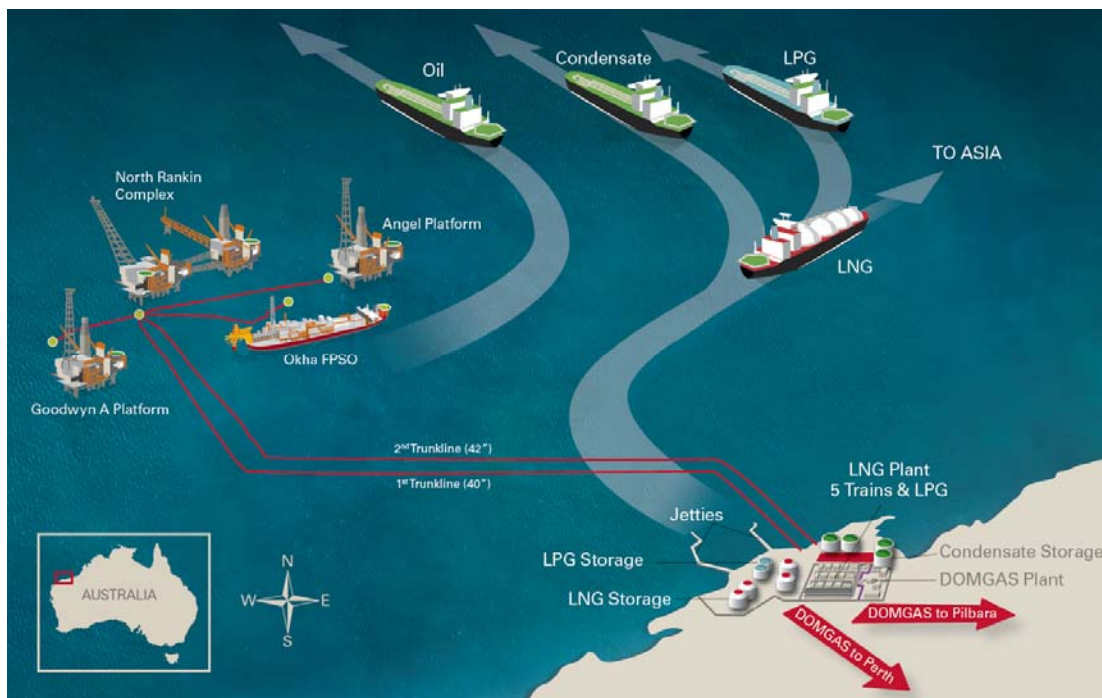 Oil
Condensate
LPG
TO ASIA
LNG
North Rankin
Complex
Angel Platform
Okha FPSO
Goodwyn A Platform
2nd Trunkline (42")
1st Trunkline (40")
LNG Plant
5 Trains & LPG
Jetties
LPG Storage
LNG Storage
Condensate Storage
DOMGAS Plant
DOMGAS to Pilbara
DOMGAS to Perth
AUSTRALIA
N
W
E
S